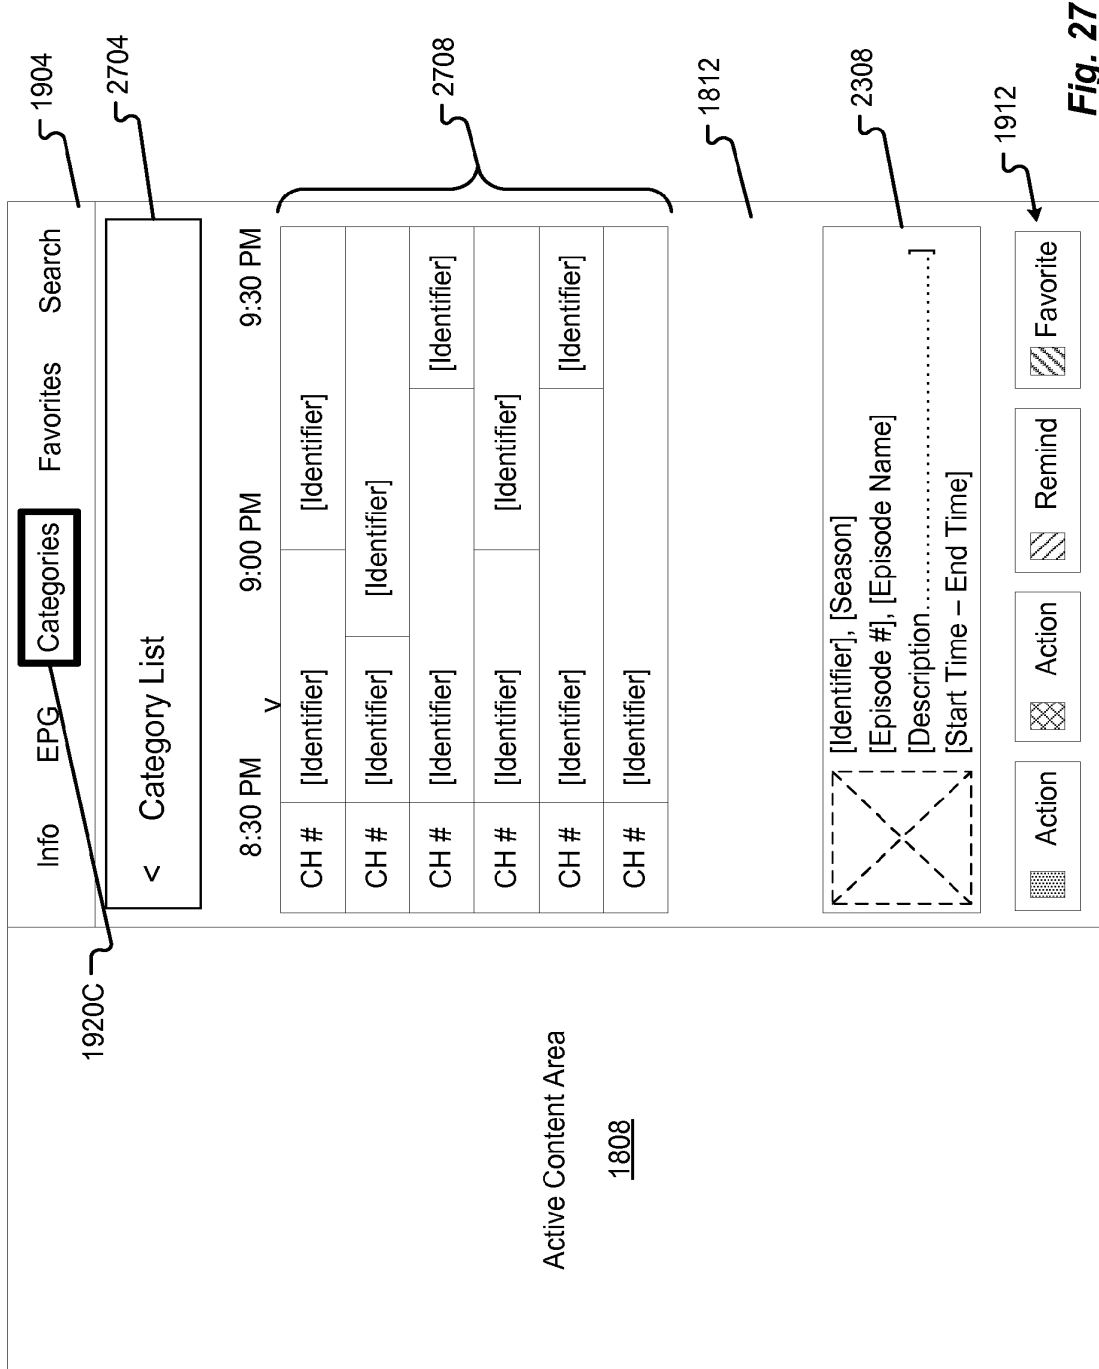 Info EPG Categories Favorites Search
1904
1920C
< Category List
2704
8:30 PM 9:00 PM 9:30 PM
v
CH # [Identifier] [Identifier]
CH # [Identifier] [Identifier]
CH # [Identifier] [Identifier]
CH # [Identifier] [Identifier]
CH # [Identifier] [Identifier]
CH # [Identifier]
2708
Active Content Area
1808
1812
[Identifier], [Season]
[Episode #], [Episode Name]
[Description.......................................]
[Start Time – End Time]
2308
Action Action Remind Favorite
1912
Fig. 27